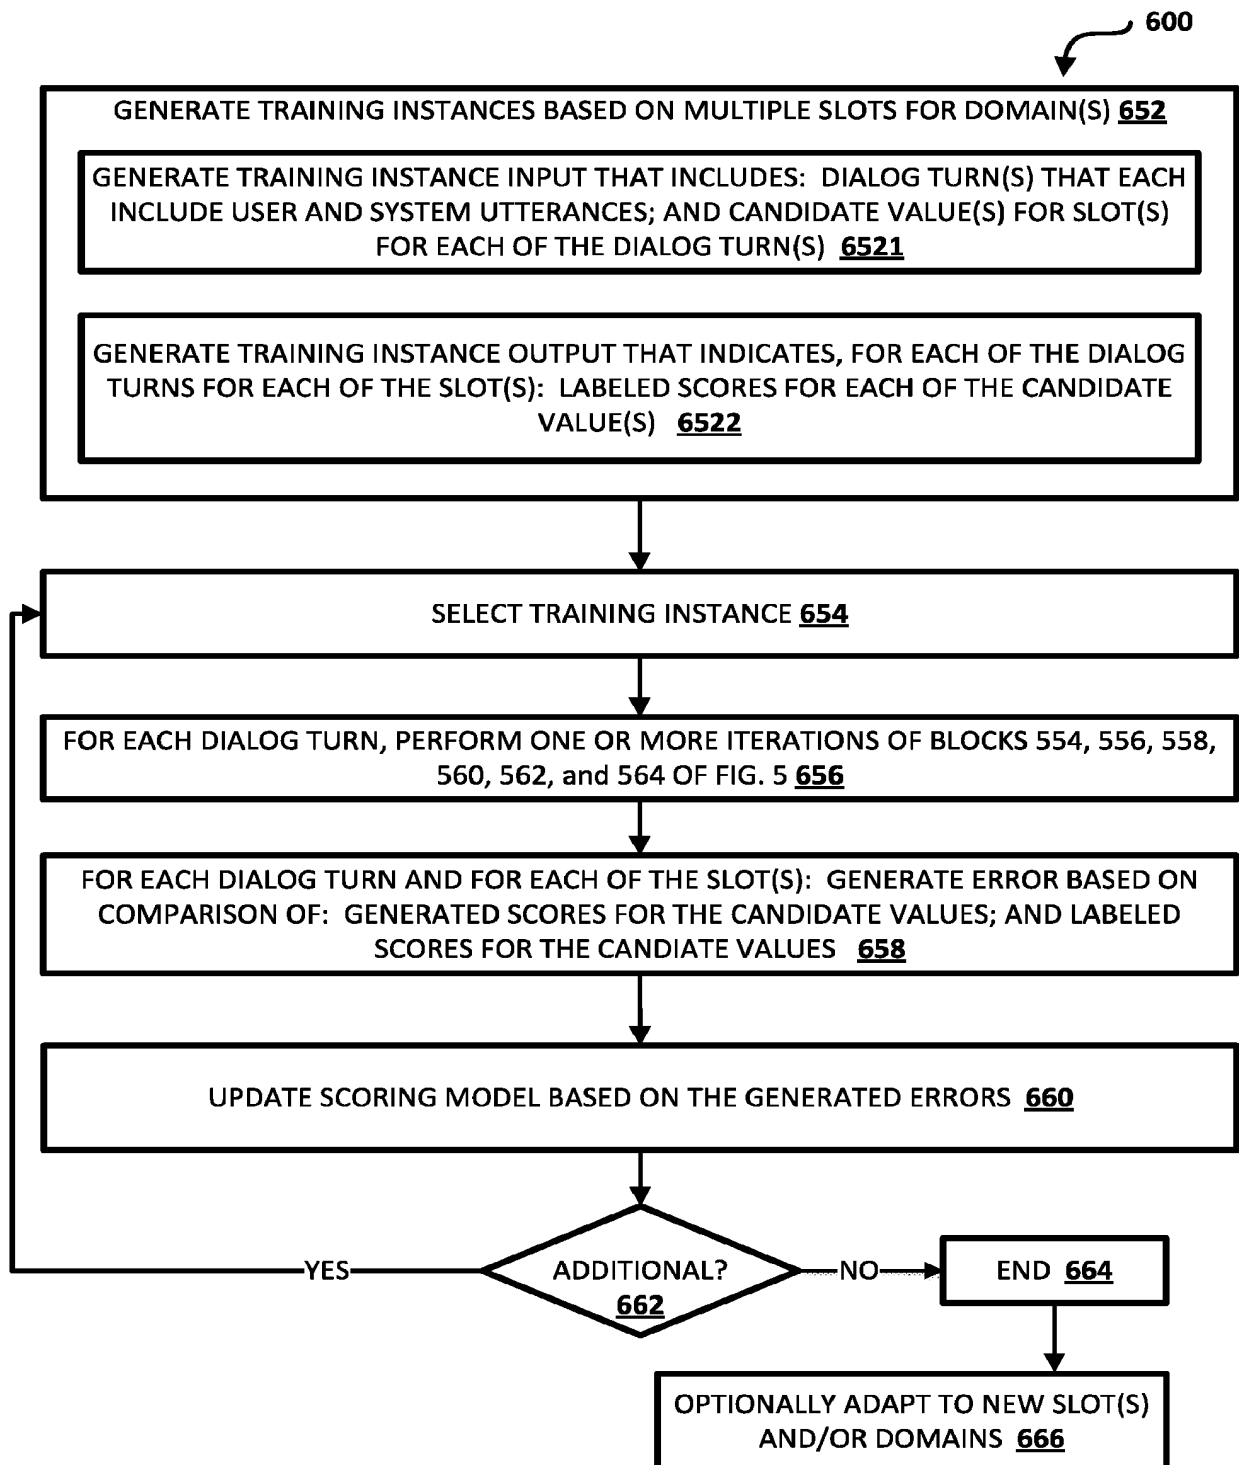 600
GENERATE TRAINING INSTANCES BASED ON MULTIPLE SLOTS FOR DOMAIN(S) 652
GENERATE TRAINING INSTANCE INPUT THAT INCLUDES: DIALOG TURN(S) THAT EACH
INCLUDE USER AND SYSTEM UTTERANCES; AND CANDIDATE VALUE(S) FOR SLOT(S)
FOR EACH OF THE DIALOG TURN(S) 6521
GENERATE TRAINING INSTANCE OUTPUT THAT INDICATES, FOR EACH OF THE DIALOG
TURNS FOR EACH OF THE SLOT(S): LABELED SCORES FOR EACH OF THE CANDIDATE
VALUE(S) 6522
SELECT TRAINING INSTANCE 654
FOR EACH DIALOG TURN, PERFORM ONE OR MORE ITERATIONS OF BLOCKS 554, 556, 558,
560, 562, and 564 OF FIG. 5 656
FOR EACH DIALOG TURN AND FOR EACH OF THE SLOT(S): GENERATE ERROR BASED ON
COMPARISON OF: GENERATED SCORES FOR THE CANDIDATE VALUES; AND LABELED
SCORES FOR THE CANDIATE VALUES 658
UPDATE SCORING MODEL BASED ON THE GENERATED ERRORS 660
YES
ADDITIONAL?
662
NO
END 664
OPTIONALLY ADAPT TO NEW SLOT(S)
AND/OR DOMAINS 666